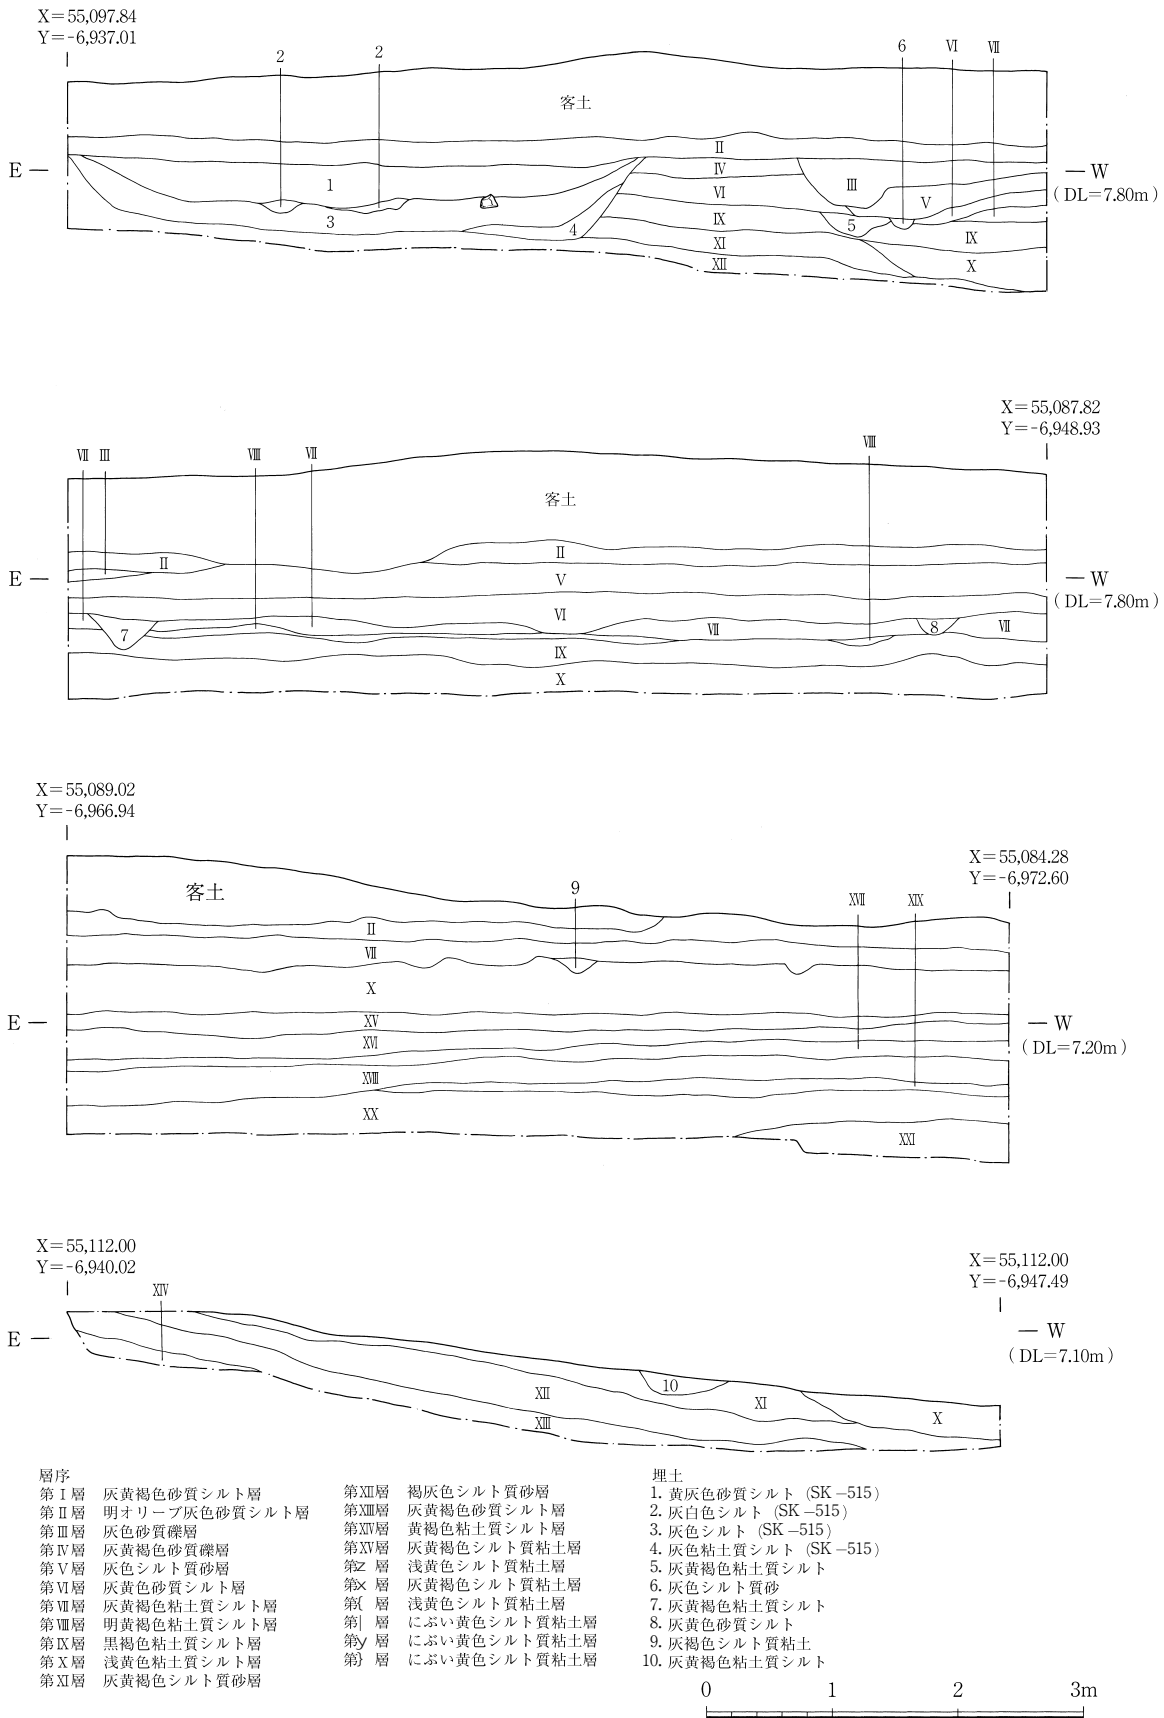 X=55,097.84
Y=-6,937.01
2
2
6
Ⅵ
Ⅶ
客土
Ⅱ
E
W
(DL=7.80m)
Ⅳ
1
Ⅲ
Ⅵ
Ⅴ
3
Ⅸ
5
4
Ⅺ
Ⅸ
Ⅻ
Ⅹ
X=55,087.82
Y=-6,948.93
Ⅶ
Ⅲ
Ⅷ
Ⅶ
Ⅷ
客土
Ⅱ
Ⅱ
E
Ⅴ
W
(DL=7.80m)
Ⅵ
7
Ⅶ
8
Ⅶ
Ⅸ
Ⅹ
X=55,089.02
Y=-6,966.94
X=55,084.28
Y=-6,972.60
客土
9
ⅩⅦ
ⅩⅨ
Ⅱ
Ⅶ
Ⅹ
E
ⅩⅤ
W
(DL=7.20m)
ⅩⅥ
ⅩⅧ
ⅩⅩ
ⅩⅩⅠ
X=55,112.00
Y=-6,940.02
X=55,112.00
Y=-6,947.49
ⅩⅣ
E
W
(DL=7.10m)
10
Ⅻ
Ⅺ
ⅩⅢ
Ⅹ
層序
第Ⅰ層 灰黄褐色砂質シルト層
第Ⅱ層 明オリーブ灰色砂質シルト層
第Ⅲ層 灰色砂質礫層
第Ⅳ層 灰黄褐色砂質礫層
第Ⅴ層 灰色シルト質砂層
第Ⅵ層 灰黄色砂質シルト層
第Ⅶ層 灰黄褐色粘土質シルト層
第Ⅷ層 明黄褐色粘土質シルト層
第Ⅸ層 黒褐色粘土質シルト層
第Ⅹ層 浅黄色粘土質シルト層
第Ⅺ層 灰黄褐色シルト質砂層
第Ⅻ層 褐灰色シルト質砂層
第ⅩⅢ層 灰黄褐色砂質シルト層
第ⅩⅣ層 黄褐色粘土質シルト層
第ⅩⅤ層 灰黄褐色シルト質粘土層
第z 層 浅黄色シルト質粘土層
第x 層 灰黄褐色シルト質粘土層
第{ 層 浅黄色シルト質粘土層
第| 層 にぶい黄色シルト質粘土層
第y 層 にぶい黄色シルト質粘土層
第} 層 にぶい黄色シルト質粘土層
埋土
1. 黄灰色砂質シルト (SK-515)
2. 灰白色シルト (SK-515)
3. 灰色シルト (SK-515)
4. 灰色粘土質シルト (SK-515)
5. 灰黄褐色粘土質シルト
6. 灰色シルト質砂
7. 灰黄褐色粘土質シルト
8. 灰黄色砂質シルト
9. 灰褐色シルト質粘土
10. 灰黄褐色粘土質シルト
0 1 2 3m